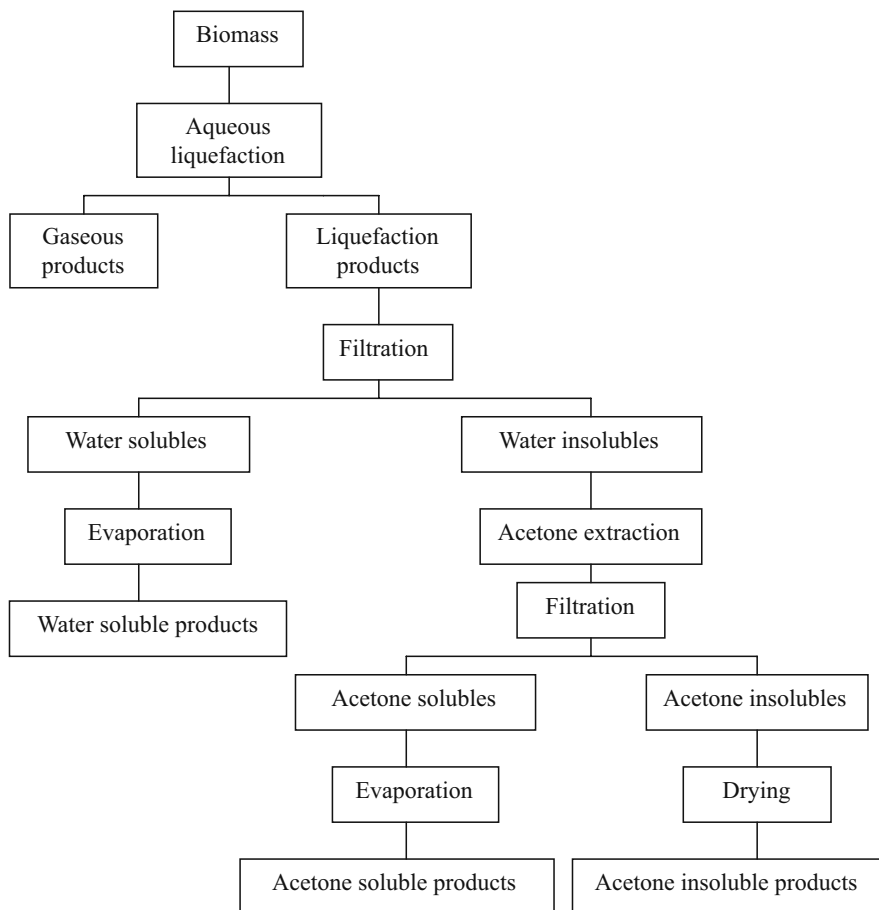 Biomass
Aqueous
liquefaction
Gaseous
products
Liquefaction
products
Filtration
Water solubles
Water insolubles
Evaporation
Acetone extraction
Water soluble products
Filtration
Acetone solubles
Acetone insolubles
Evaporation
Drying
Acetone soluble products
Acetone insoluble products